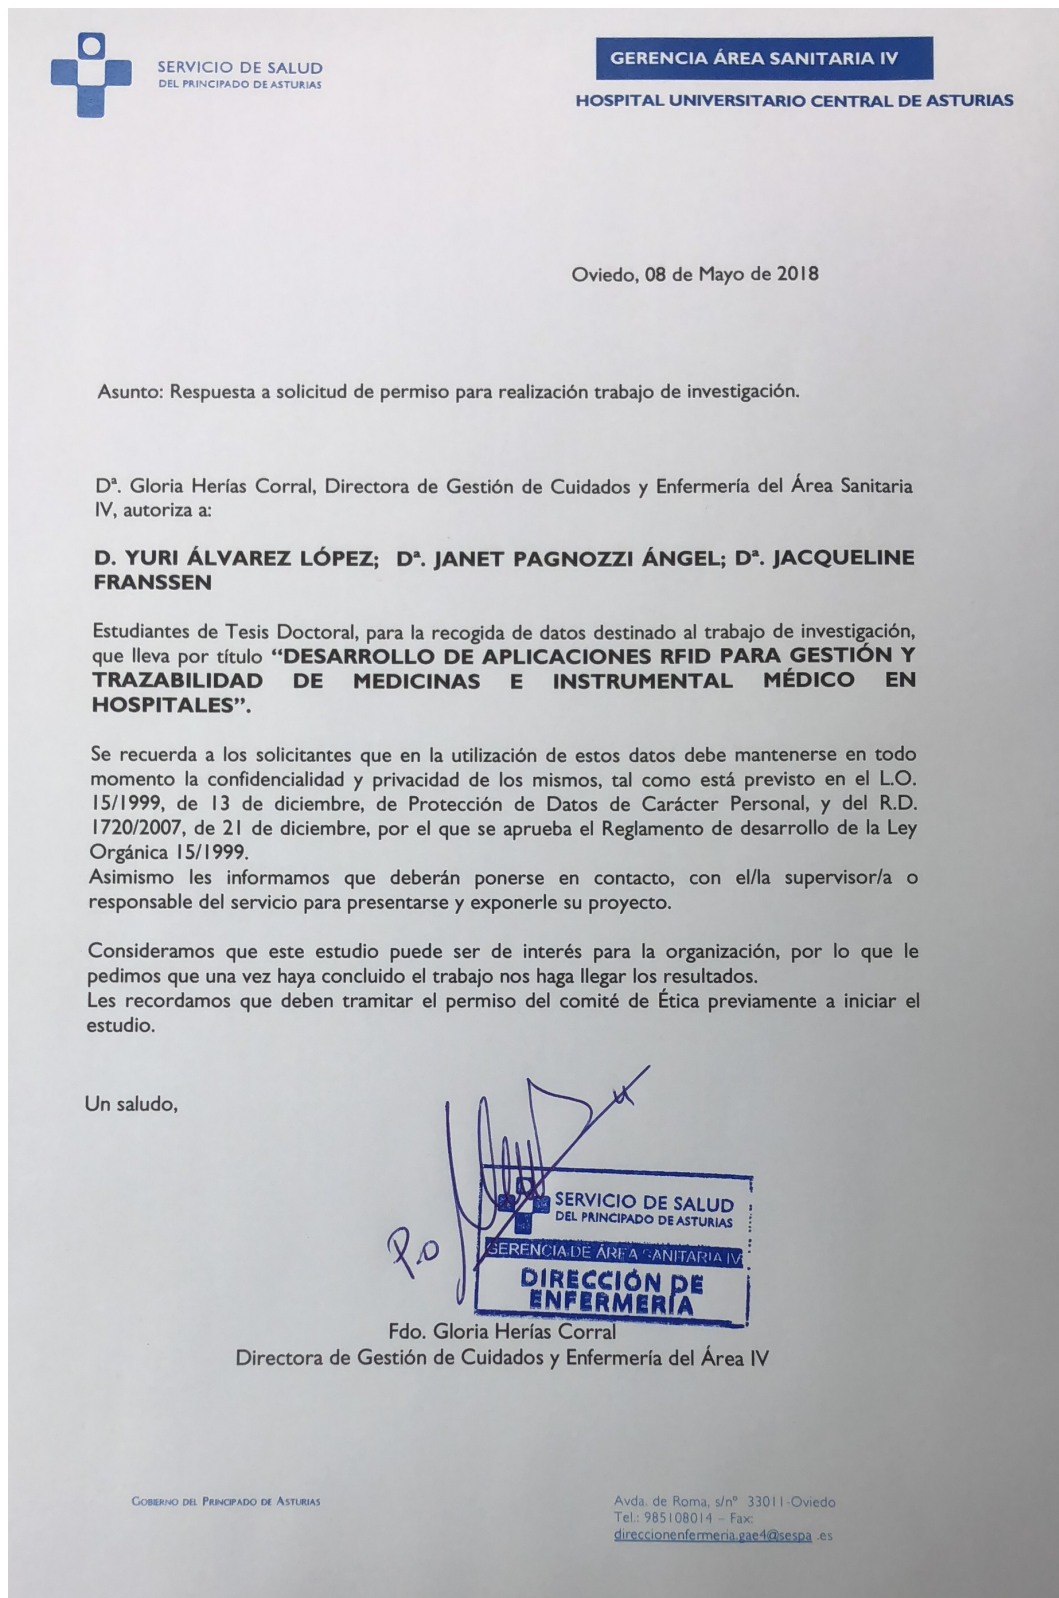 SERVICIO DE SALUD
DEL PRINCIPADO DE ASTURIAS
GERENCIA ÁREA SANITARIA IV
HOSPITAL UNIVERSITARIO CENTRAL DE ASTURIAS
Oviedo, 08 de Mayo de 2018
Asunto: Respuesta a solicitud de permiso para realización trabajo de investigación.
Dª. Gloria Herías Corral, Directora de Gestión de Cuidados y Enfermería del Área Sanitaria
IV, autoriza a:
D. YURI ÁLVAREZ LÓPEZ; Dª. JANET PAGNOZZI ÁNGEL; Dª. JACQUELINE
FRANSSEN
Estudiantes de Tesis Doctoral, para la recogida de datos destinado al trabajo de investigación,
que lleva por título “DESARROLLO DE APLICACIONES RFID PARA GESTIÓN Y
TRAZABILIDAD DE MEDICINAS E INSTRUMENTAL MÉDICO EN
HOSPITALES”.
Se recuerda a los solicitantes que en la utilización de estos datos debe mantenerse en todo
momento la confidencialidad y privacidad de los mismos, tal como está previsto en el L.O.
15/1999, de 13 de diciembre, de Protección de Datos de Carácter Personal, y del R.D.
1720/2007, de 21 de diciembre, por el que se aprueba el Reglamento de desarrollo de la Ley
Orgánica 15/1999.
Asimismo les informamos que deberán ponerse en contacto, con el/la supervisor/a o
responsable del servicio para presentarse y exponerle su proyecto.
Consideramos que este estudio puede ser de interés para la organización, por lo que le
pedimos que una vez haya concluido el trabajo nos haga llegar los resultados.
Les recordamos que deben tramitar el permiso del comité de Ética previamente a iniciar el
estudio.
Un saludo,
P.O
SERVICIO DE SALUD
DEL PRINCIPADO DE ASTURIAS
GERENCIA DE ÁREA SANITARIA IV
DIRECCIÓN DE
ENFERMERÍA
Fdo. Gloria Herías Corral
Directora de Gestión de Cuidados y Enfermería del Área IV
GOBIERNO DEL PRINCIPADO DE ASTURIAS
Avda. de Roma, s/nº 33011-Oviedo
Tel.: 985108014 – Fax:
direccionenfermeria.gae4@sespa .es